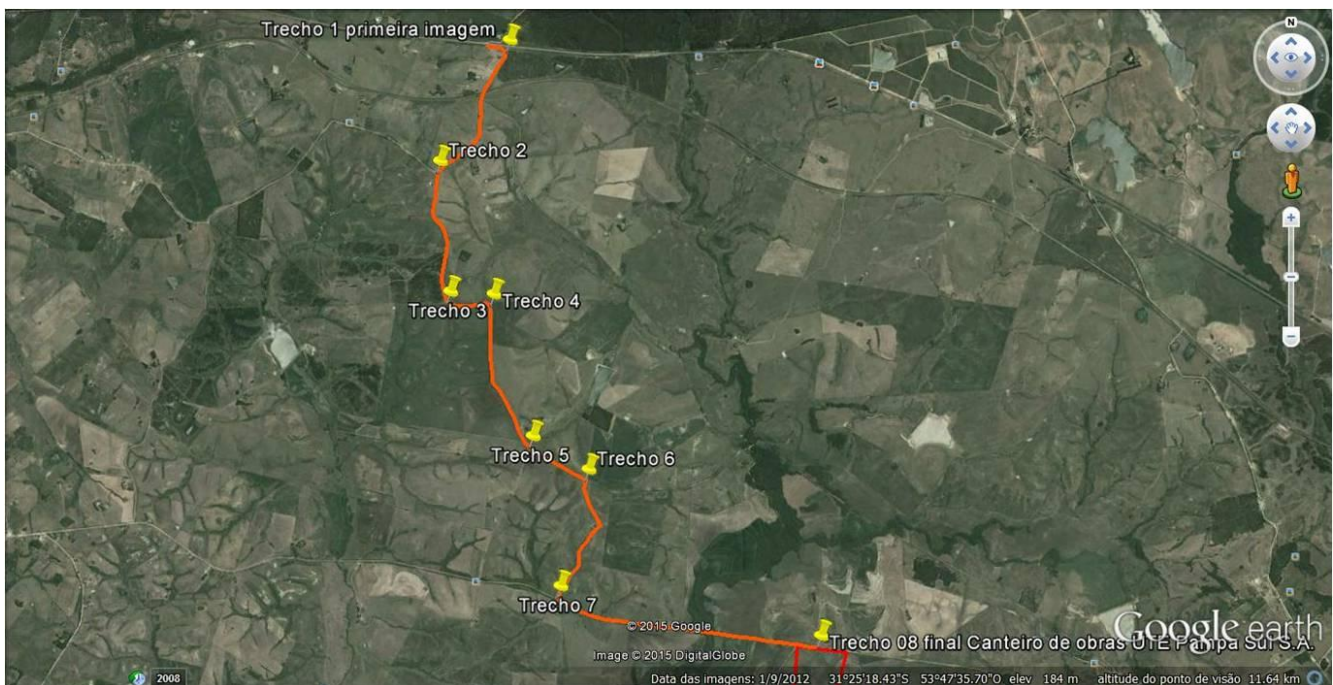 N
Trecho 1 primeira imagem
Trecho 2
Trecho 3
Trecho 4
Trecho 5
Trecho 6
Trecho 7
© 2015 Google
Trecho 08 final Canteiro de obras UTE Pampa Sul S.A.
Google earth
Image © 2015 DigitalGlobe
2008
Data das imagens: 1/9/2012 31°25'18.43"S 53°47'35.70"O elev 184 m altitude do ponto de visão 11.64 km